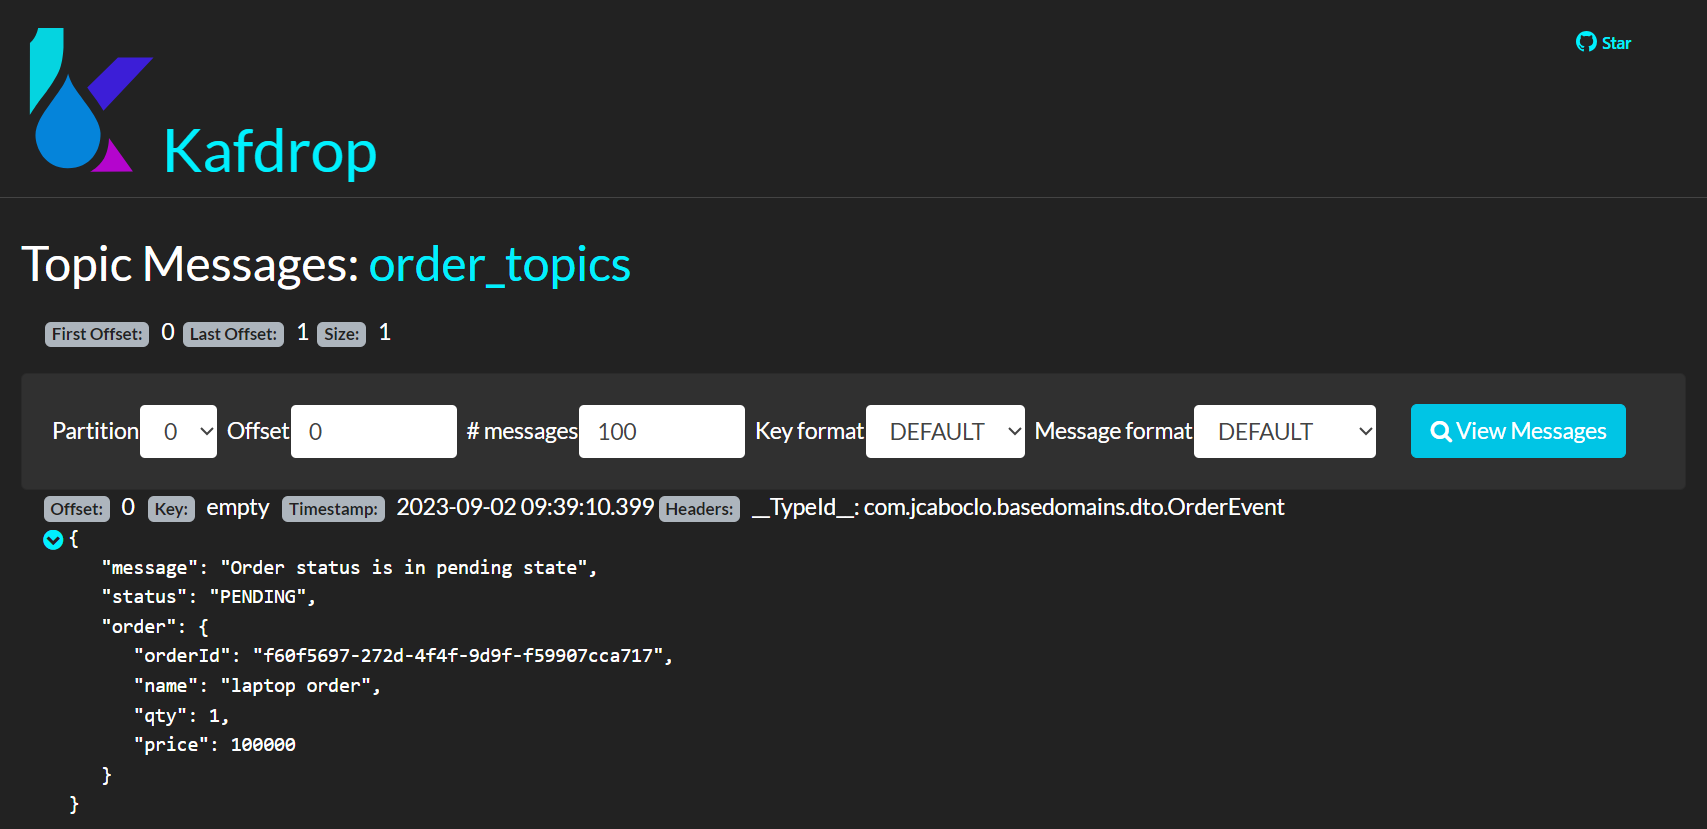 Star
Kafdrop
Topic Messages: order_topics
First Offset: 0 Last Offset: 1 Size: 1
Partition 0 Offset 0 # messages 100 Key format DEFAULT Message format DEFAULT View Messages
Offset: 0 Key: empty Timestamp: 2023-09-02 09:39:10.399 Headers: __TypeId__: com.jcaboclo.basedomains.dto.OrderEvent
{
"message": "Order status is in pending state",
"status": "PENDING",
"order": {
"orderId": "f60f5697-272d-4f4f-9d9f-f59907cca717",
"name": "laptop order",
"qty": 1,
"price": 100000
}
}